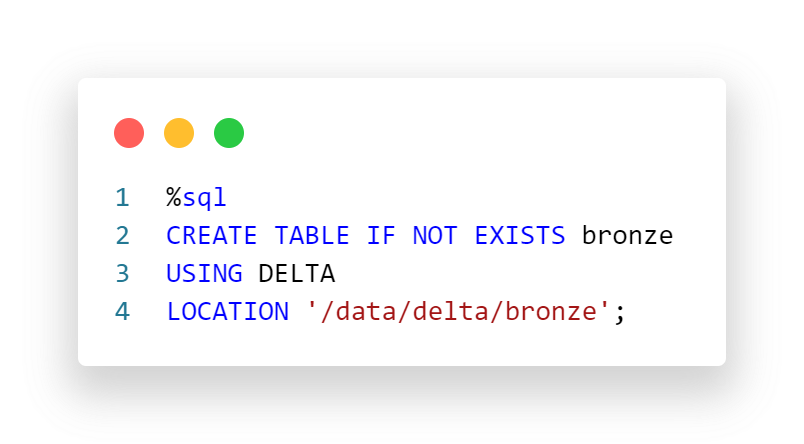 1 %sql
2 CREATE TABLE IF NOT EXISTS bronze
3 USING DELTA
4 LOCATION '/data/delta/bronze';